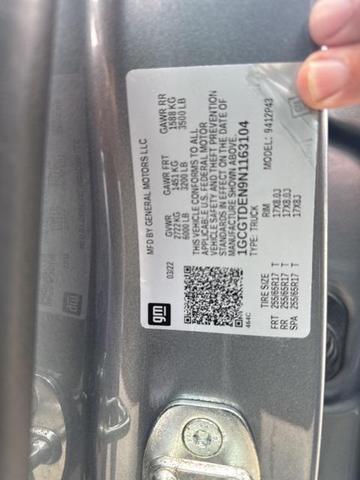 MFD BY GENERAL MOTORS LLC
03/22
GVWR
2722 KG
6000 LB
GAWR FRT
1451 KG
3200 LB
GAWR RR
1588 KG
3500 LB
THIS VEHICLE CONFORMS TO ALL
APPLICABLE U.S. FEDERAL MOTOR
VEHICLE SAFETY AND THEFT PREVENTION
STANDARDS IN EFFECT ON THE DATE OF
MANUFACTURE SHOWN ABOVE.
1GCGTDEN9N1163104
TYPE: TRUCK
MODEL: 9412P43
TIRE SIZE RIM
FRT 255/65R17 T 17X8.0J
RR 255/65R17 T 17X8.0J
SPA 255/65R17 T 17X8J
gm
464C